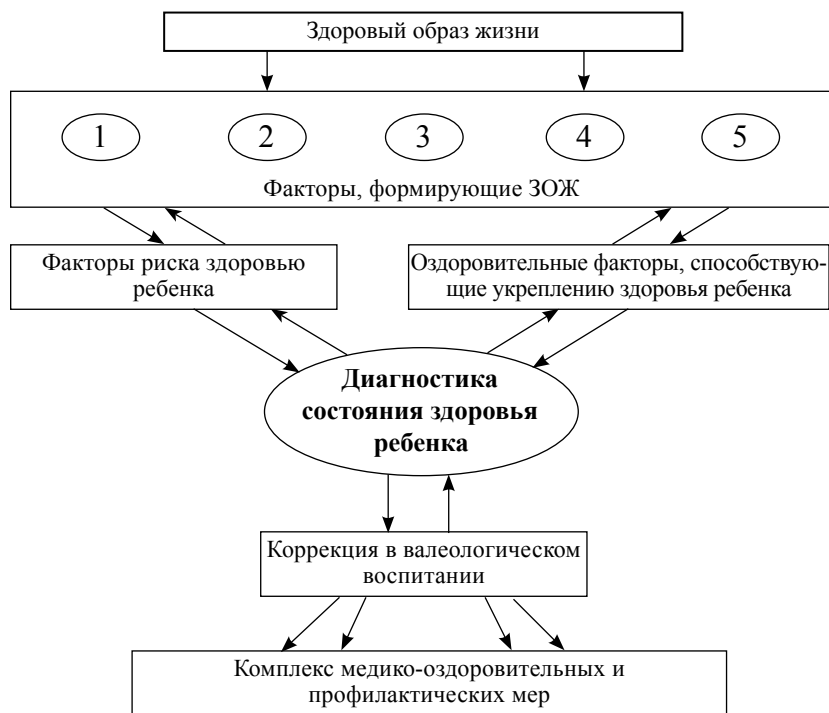 Здоровый образ жизни
1 2 3 4 5
Факторы, формирующие ЗОЖ
Факторы риска здоровью
ребенка
Оздоровительные факторы, способствую-
щие укреплению здоровья ребенка
Диагностика
состояния здоровья
ребенка
Коррекция в валеологическом
воспитании
Комплекс медико-оздоровительных и
профилактических мер